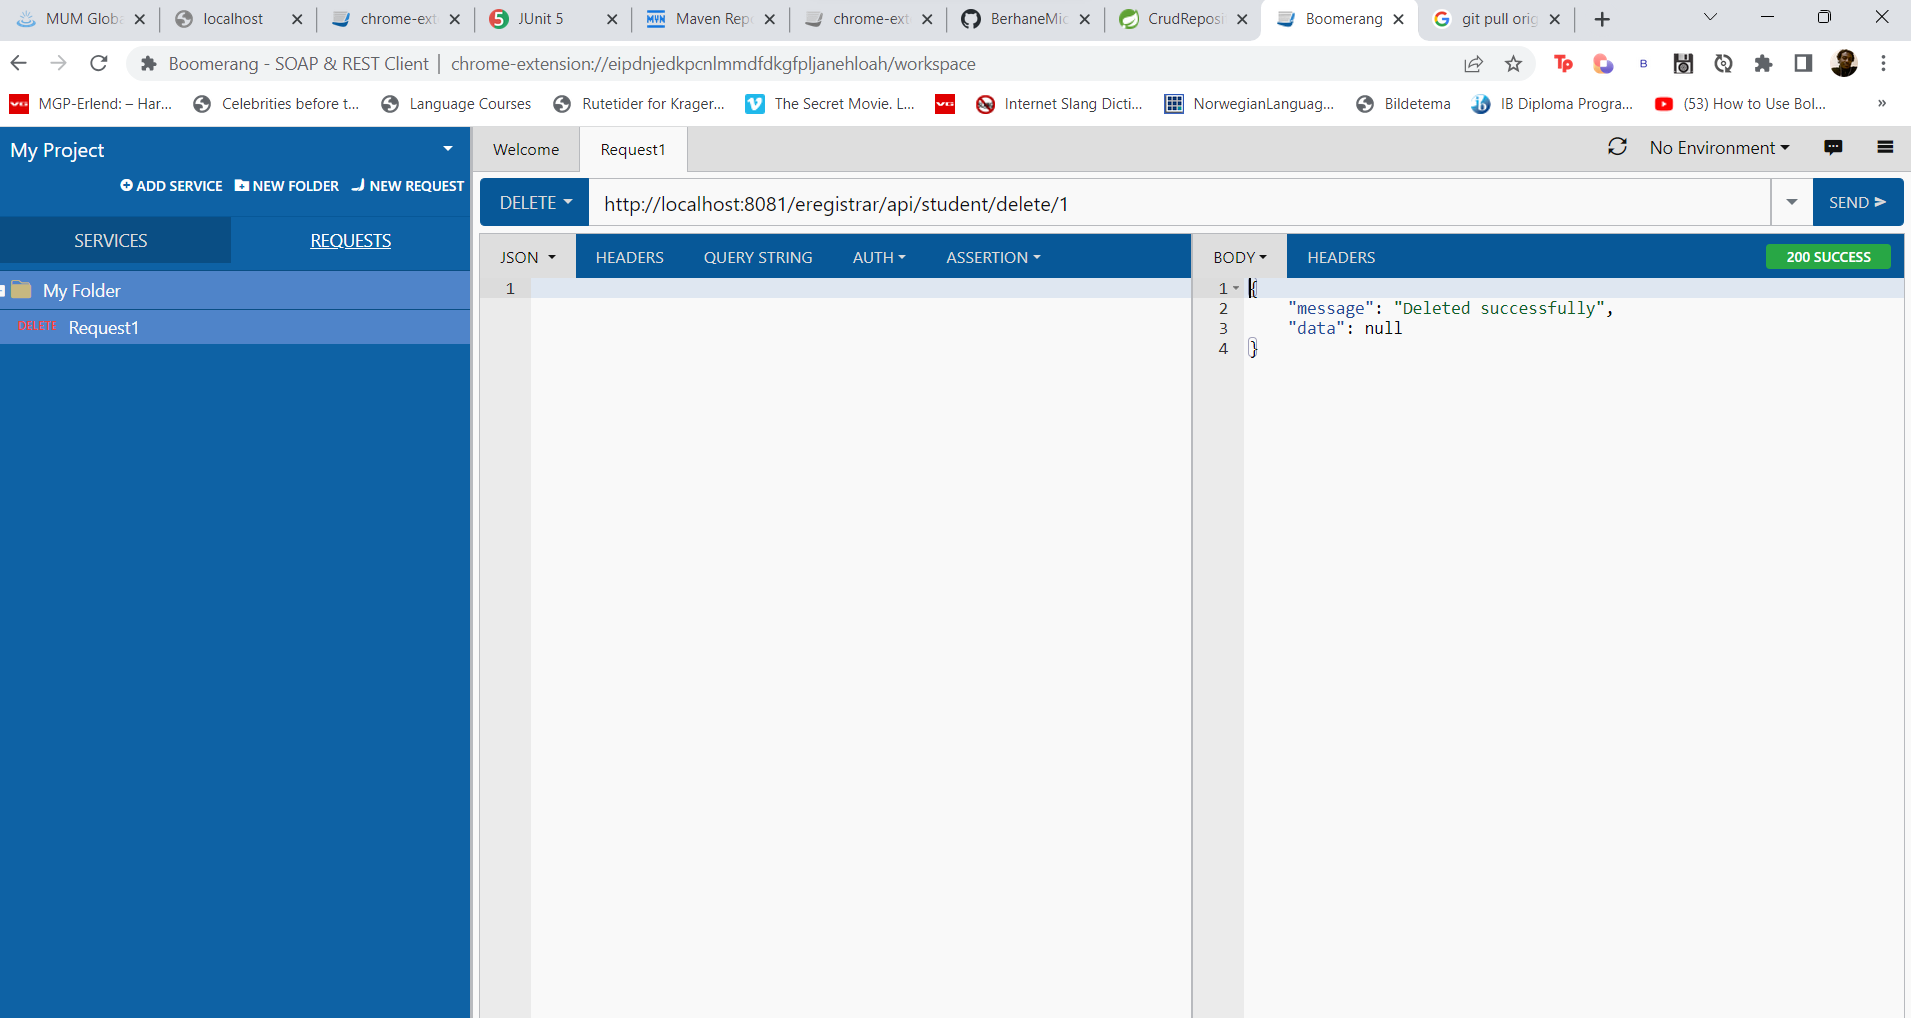 MUM Globa
localhost
chrome-ext
JUnit 5
Maven Rep
chrome-ext
BerhaneMic
CrudReposi
Boomerang
git pull orig
Boomerang - SOAP & REST Client | chrome-extension://eipdnjedkpcnlmmdfdkgfpljanehloah/workspace
MGP-Erlend: – Har...
Celebrities before t...
Language Courses
Rutetider for Krager...
The Secret Movie. L...
VG
Internet Slang Dicti...
NorwegianLanguag...
Bildetema
IB Diploma Progra...
(53) How to Use Bol...
»
My Project
ADD SERVICE
NEW FOLDER
NEW REQUEST
SERVICES
REQUESTS
My Folder
DELETE Request1
Welcome
Request1
No Environment
DELETE
http://localhost:8081/eregistrar/api/student/delete/1
SEND
JSON
HEADERS
QUERY STRING
AUTH
ASSERTION
1
BODY
HEADERS
200 SUCCESS
1 {
2 "message": "Deleted successfully",
3 "data": null
4 }